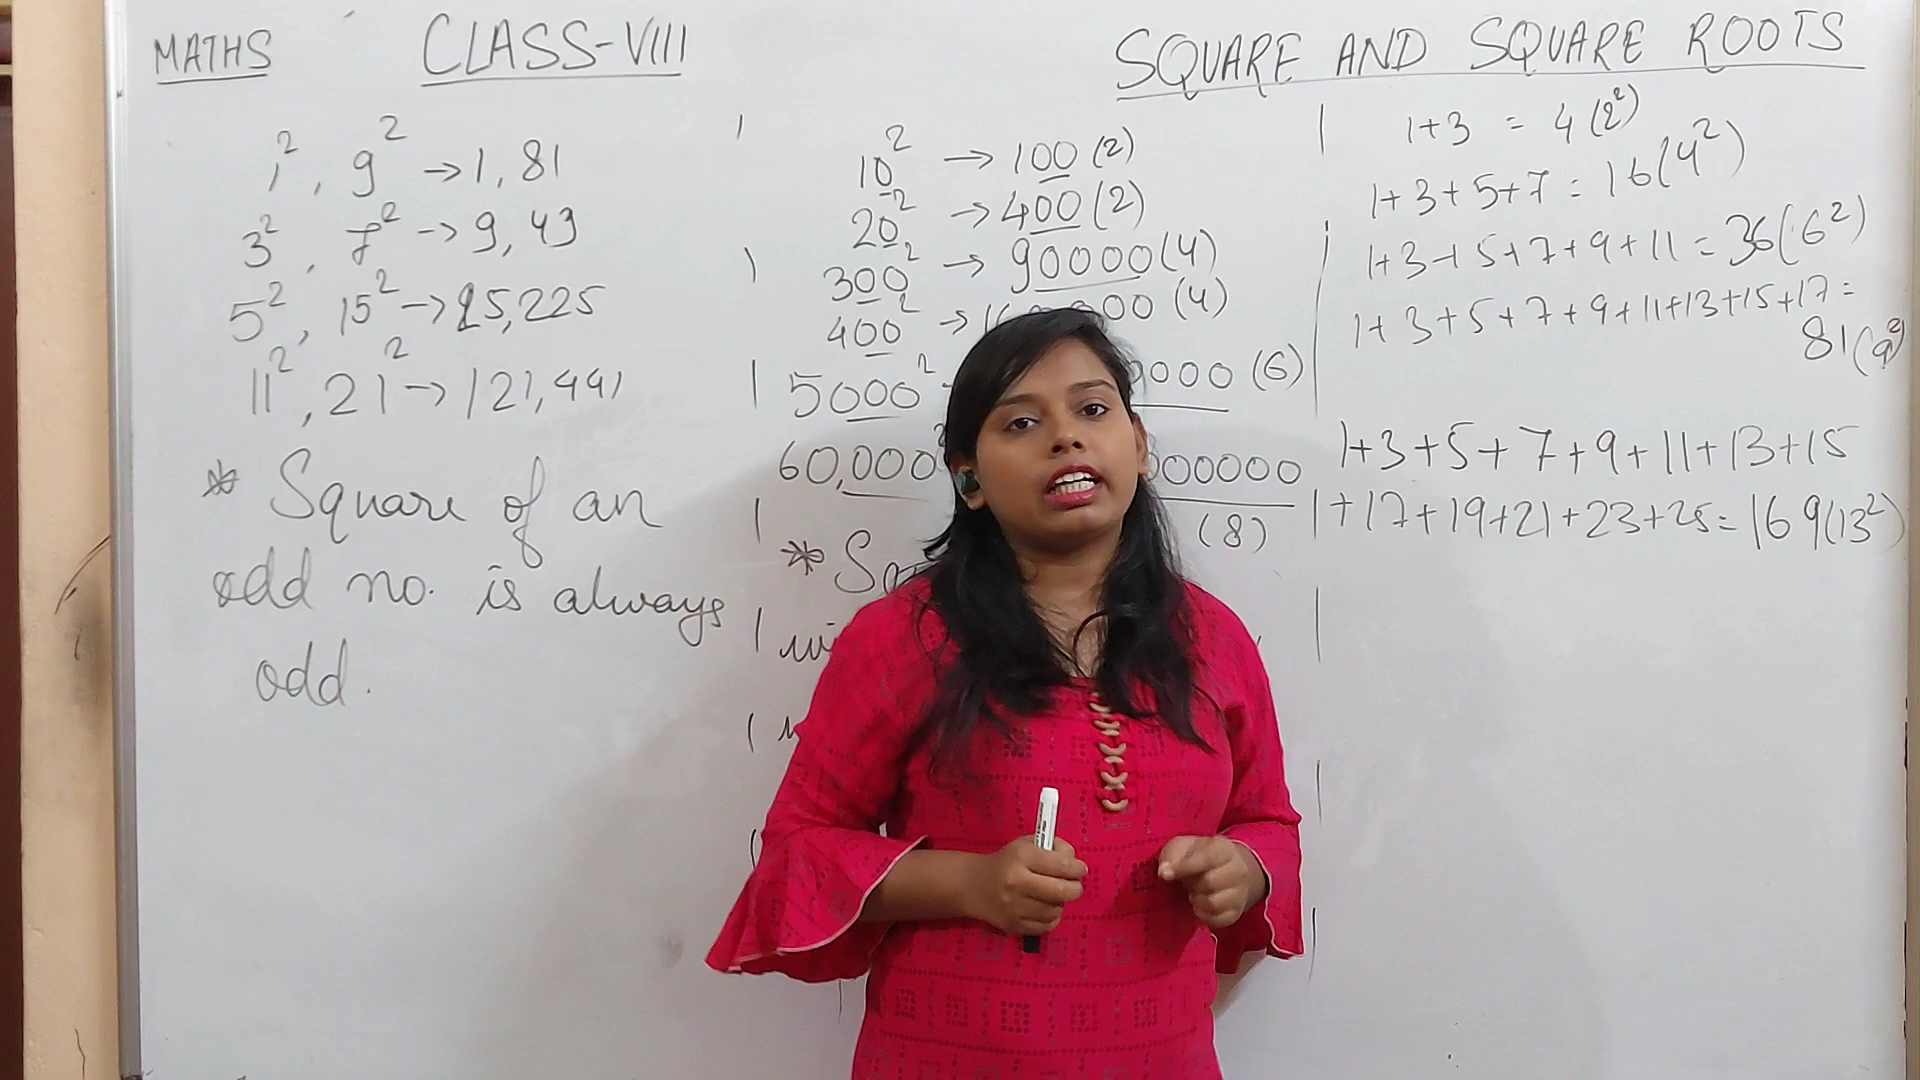 MATHS CLASS-VIII SQUARE AND SQUARE ROOTS
1², 9² → 1, 81
3², 7² → 9, 49
5², 15² → 25, 225
11², 21² → 121, 441
* Square of an
odd no. is always
odd.
10² → 100 (2)
20² → 400 (2)
300² → 90000 (4)
400² → 000 (4)
5000² 0000 (6)
60,000² 00000000
(8)
*
1+3 = 4 (2²)
1+3+5+7 = 16 (4²)
1+3+5+7+9+11 = 36 (6²)
1+3+5+7+9+11+13+15+17 =
81 (9²)
1+3+5+7+9+11+13+15
+17+19+21+23+25 = 169 (13²)